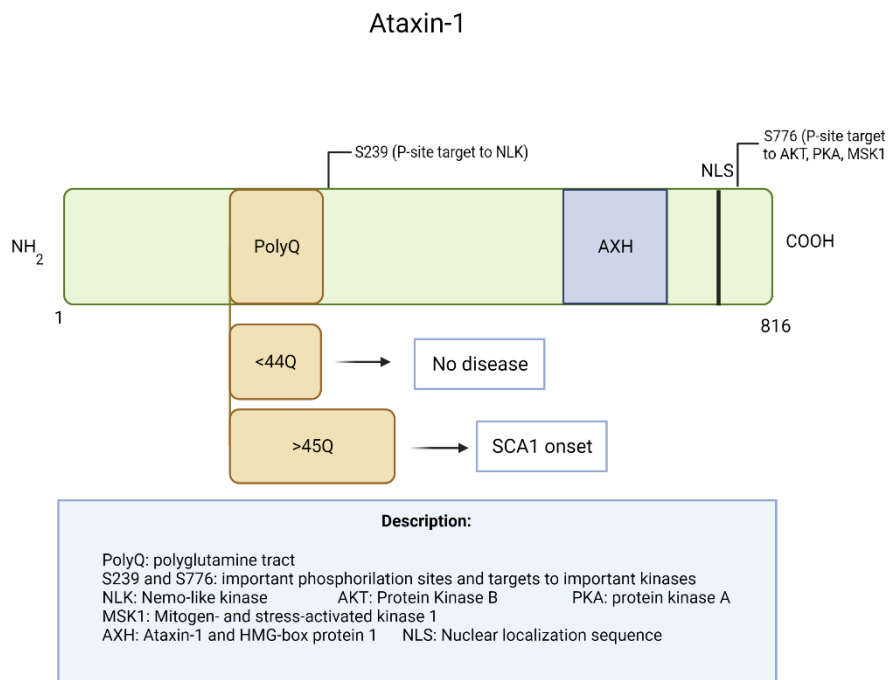 Ataxin-1
S239 (P-site target to NLK)
S776 (P-site target
to AKT, PKA, MSK1
NLS
NH2
PolyQ
AXH
COOH
1
816
<44Q
No disease
>45Q
SCA1 onset
Description:
PolyQ: polyglutamine tract
S239 and S776: important phosphorilation sites and targets to important kinases
NLK: Nemo-like kinase AKT: Protein Kinase B PKA: protein kinase A
MSK1: Mitogen- and stress-activated kinase 1
AXH: Ataxin-1 and HMG-box protein 1 NLS: Nuclear localization sequence